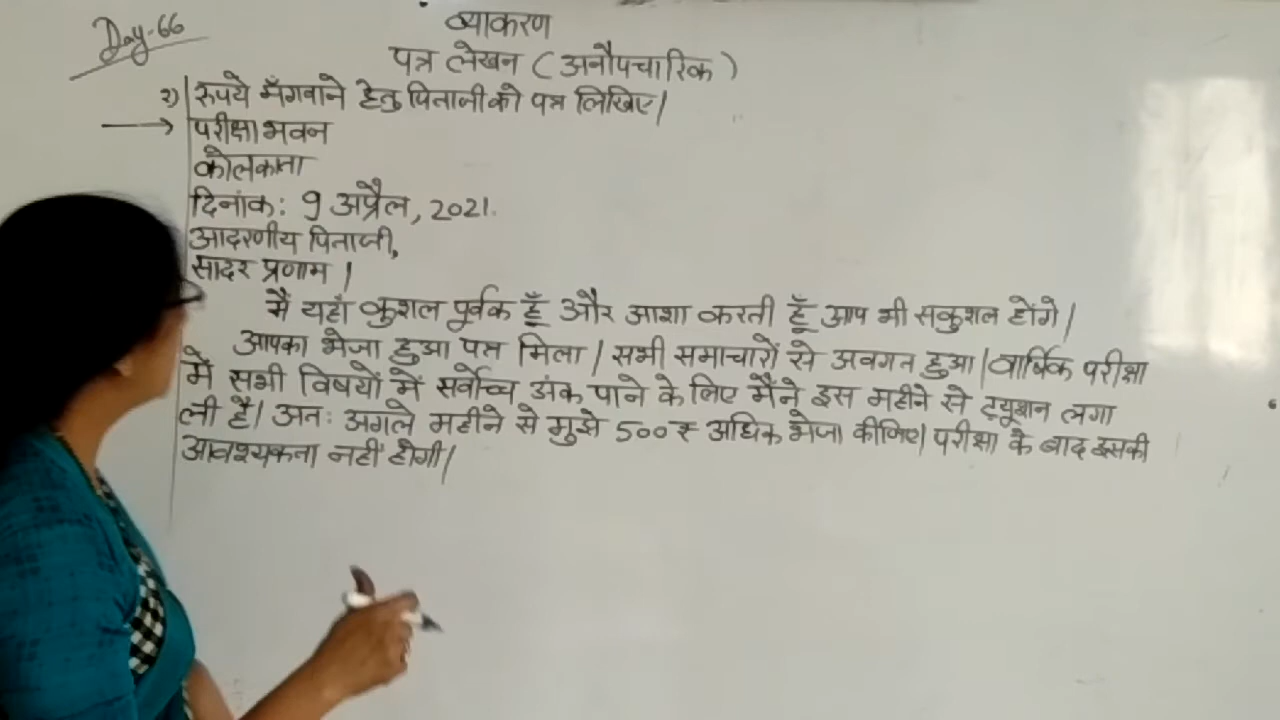 Day-66
व्याकरण
पत्र लेखन (अनौपचारिक)
२) रुपये मँगवाने हेतु पिताजी को पत्र लिखिए।
→ परीक्षा भवन
कोलकाता
दिनांक: 9 अप्रैल, 2021.
आदरणीय पिताजी,
सादर प्रणाम।
मैं यहाँ कुशल पूर्वक हूँ और आशा करती हूँ आप भी सकुशल होंगे।
आपका भेजा हुआ पत्र मिला। सभी समाचारों से अवगत हुआ। वार्षिक परीक्षा
में सभी विषयों में सर्वोच्च अंक पाने के लिए मैंने इस महीने से ट्यूशन लगा
ली है। अतः अगले महीने से मुझे 500 ₹ अधिक भेजा कीजिए। परीक्षा के बाद इसकी
आवश्यकता नहीं होगी।